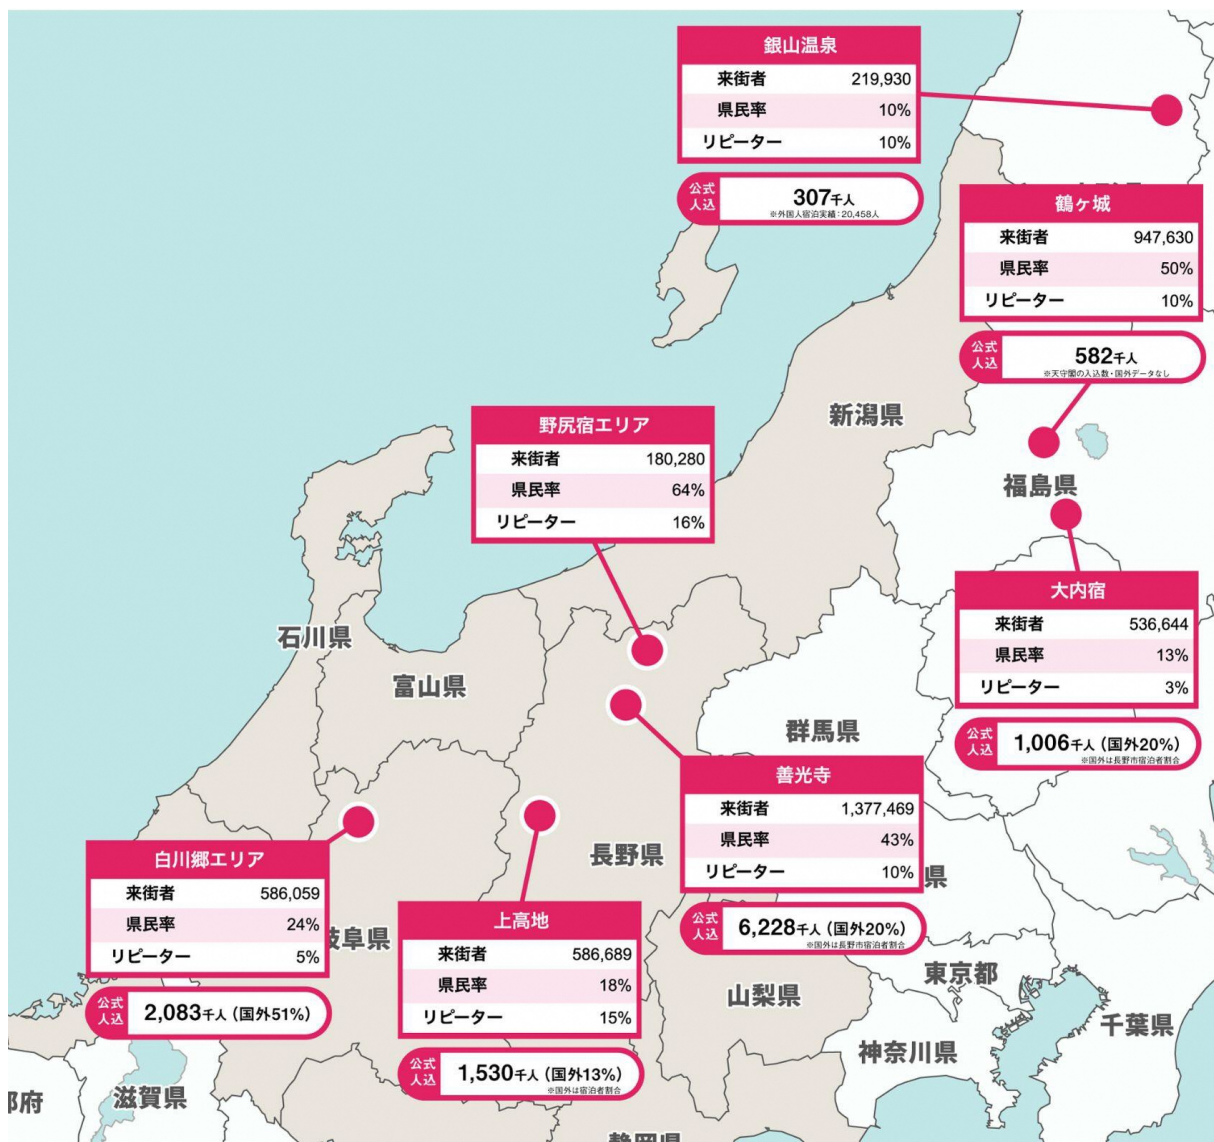 銀山温泉
来街者 219,930
県民率 10%
リピーター 10%
公式人込 307千人
※外国人宿泊実績：20,458人
鶴ヶ城
来街者 947,630
県民率 50%
リピーター 10%
公式人込 582千人
※天守閣の入込数・国外データなし
野尻宿エリア
来街者 180,280
県民率 64%
リピーター 16%
新潟県
福島県
大内宿
来街者 536,644
県民率 13%
リピーター 3%
公式人込 1,006千人（国外20%）
※国外は長野市宿泊者割合
石川県
富山県
群馬県
善光寺
来街者 1,377,469
県民率 43%
リピーター 10%
公式人込 6,228千人（国外20%）
※国外は長野市宿泊者割合
長野県
県
白川郷エリア
来街者 586,059
県民率 24%
リピーター 5%
公式人込 2,083千人（国外51%）
岐阜県
上高地
来街者 586,689
県民率 18%
リピーター 15%
公式人込 1,530千人（国外13%）
※国外は宿泊者割合
山梨県
東京都
千葉県
神奈川県
滋賀県
都府
静岡県